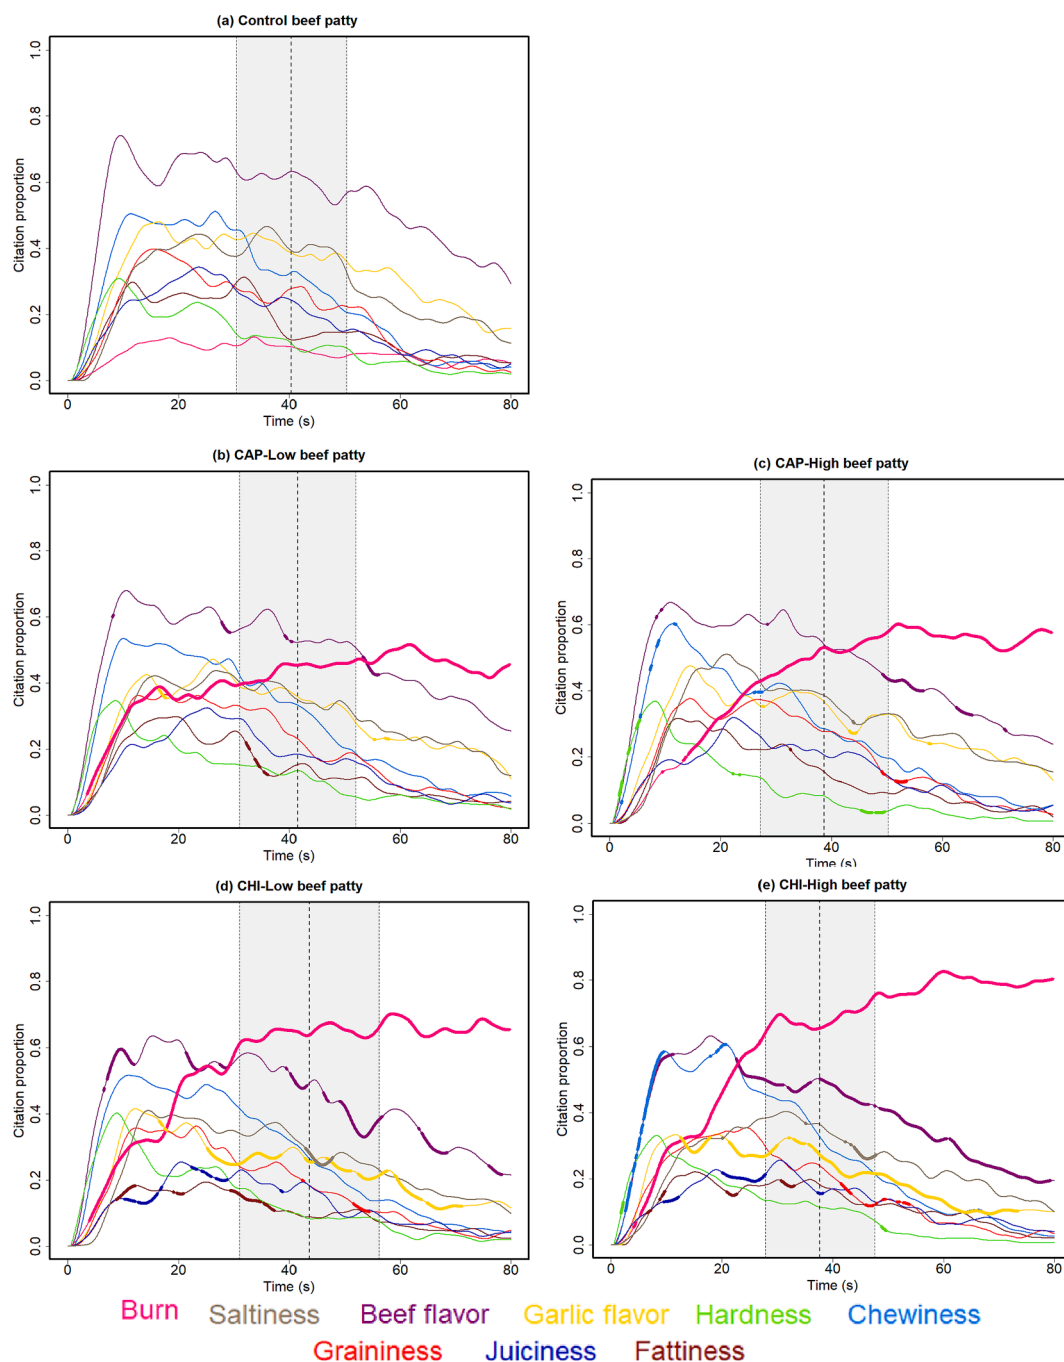 (a) Control beef patty
Citation proportion
1.0
0.8
0.6
0.4
0.2
0.0
0 20 40 60 80
Time (s)
(b) CAP-Low beef patty
Citation proportion
1.0
0.8
0.6
0.4
0.2
0.0
0 20 40 60 80
Time (s)
(c) CAP-High beef patty
Citation proportion
1.0
0.8
0.6
0.4
0.2
0.0
0 20 40 60 80
Time (s)
(d) CHI-Low beef patty
Citation proportion
1.0
0.8
0.6
0.4
0.2
0.0
0 20 40 60 80
Time (s)
(e) CHI-High beef patty
Citation proportion
1.0
0.8
0.6
0.4
0.2
0.0
0 20 40 60 80
Time (s)
Burn Saltiness Beef flavor Garlic flavor Hardness Chewiness
Graininess Juiciness Fattiness